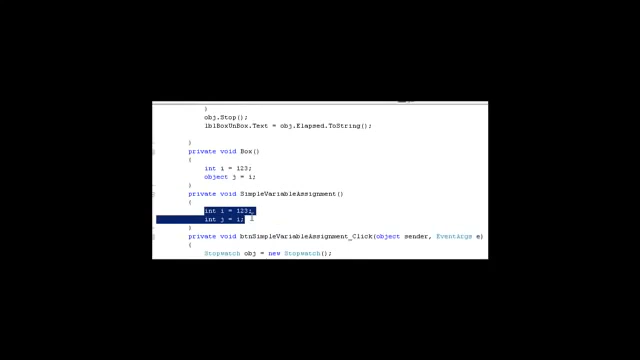 }
obj.Stop();
lblBoxUnBox.Text = obj.Elapsed.ToString();
}
private void Box()
{
int i = 123;
object j = i;
}
private void SimpleVariableAssignment()
{
int i = 123;
int j = i;
}
private void btnSimpleVariableAssignment_Click(object sender, EventArgs e)
{
Stopwatch obj = new Stopwatch();